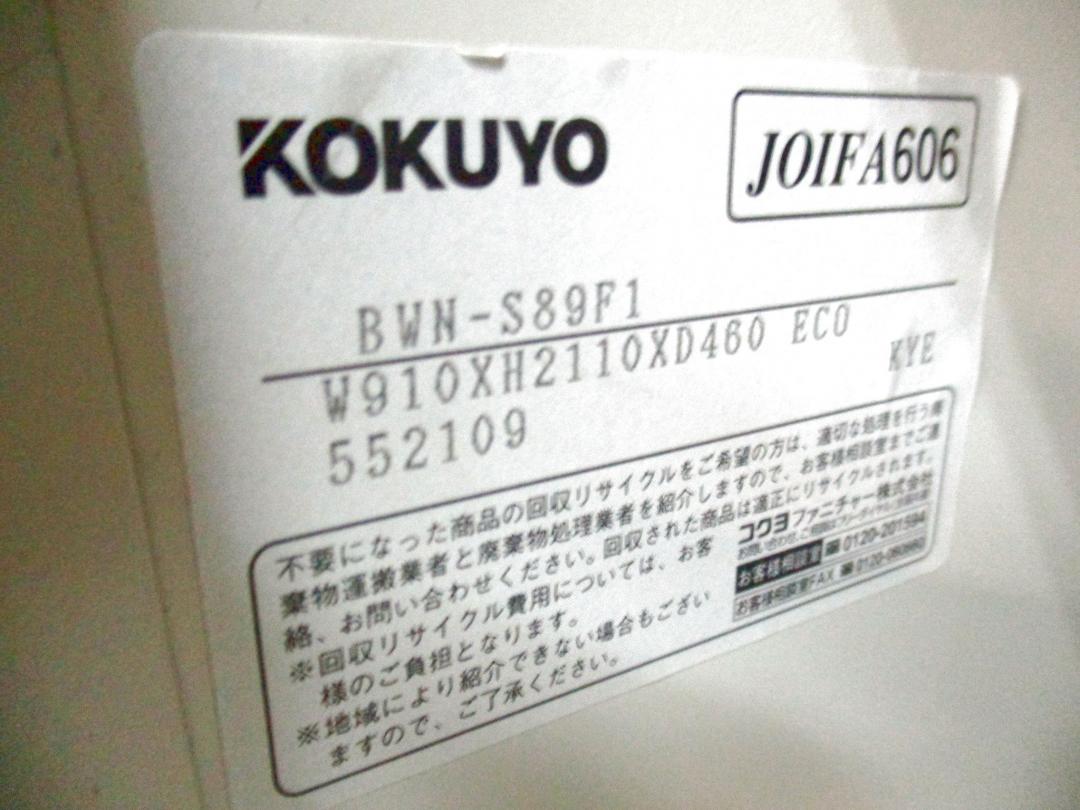 KOKUYO
JOIFA606
BWN-S89F1
W910XH2110XD460 ECO
KYE
552109
不要になった商品の回収リサイクルをご希望の方は、適切な処理を行う廃
棄物運搬業者と廃棄物処理業者を紹介しますので、お客様相談室までご連
絡、お問い合わせください。回収された商品は適正にリサイクルされます。
※回収リサイクル費用については、お客
様のご負担となります。
※地域により紹介できない場合もござい
ますので、ご了承ください。
コクヨファニチャー株式会社
お客様相談室 0120-201594
お客様相談室FAX